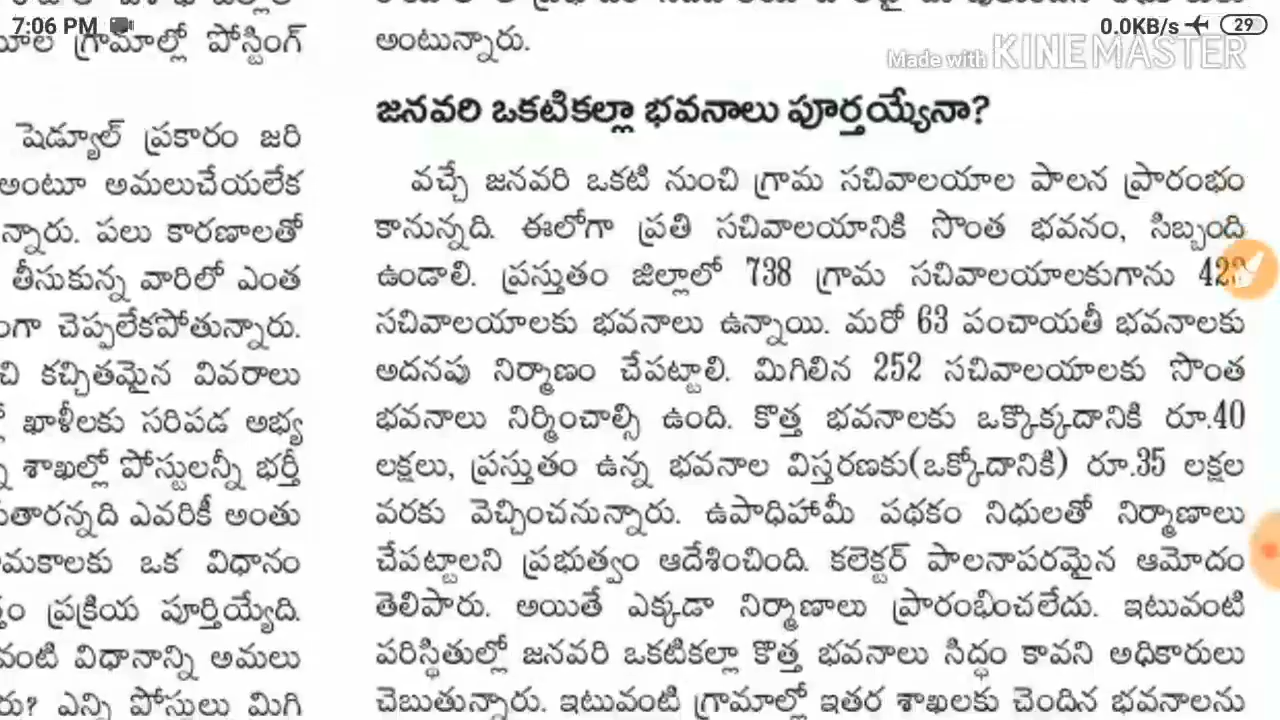 7:06 PM
0.0KB/s 29
Made with KINEMASTER
గ్రామాల్లో పోస్టింగ్
షెడ్యూల్ ప్రకారం జరి
అంటూ అమలుచేయలేక
న్నారు. పలు కారణాలతో
తీసుకున్న వారిలో ఎంత
చెప్పలేకపోతున్నారు.
కచ్చితమైన వివరాలు
ఖాళీలకు సరిపడ అభ్య
శాఖల్లో పోస్టులన్నీ భర్తీ
ఎవరికీ అంతు
ఒక విధానం
ప్రక్రియ పూర్తియ్యేది.
విధానాన్ని అమలు
ఎన్ని పోస్టులు మిగి
అంటున్నారు.
జనవరి ఒకటికల్లా భవనాలు పూర్తయ్యేనా?
వచ్చే జనవరి ఒకటి నుంచి గ్రామ సచివాలయాల పాలన ప్రారంభం
కానున్నది. ఈలోగా ప్రతి సచివాలయానికి సొంత భవనం, సిబ్బంది
ఉండాలి. ప్రస్తుతం జిల్లాలో 738 గ్రామ సచివాలయాలకుగాను
సచివాలయాలకు భవనాలు ఉన్నాయి. మరో 63 పంచాయతీ భవనాలకు
అదనపు నిర్మాణం చేపట్టాలి. మిగిలిన 252 సచివాలయాలకు సొంత
భవనాలు నిర్మించాల్సి ఉంది. కొత్త భవనాలకు ఒక్కొక్కదానికి రూ.40
లక్షలు, ప్రస్తుతం ఉన్న భవనాల విస్తరణకు(ఒక్కోదానికి) రూ.35 లక్షల
వరకు వెచ్చించనున్నారు. ఉపాధిహామీ పథకం నిధులతో నిర్మాణాలు
చేపట్టాలని ప్రభుత్వం ఆదేశించింది. కలెక్టర్ పాలనాపరమైన ఆమోదం
తెలిపారు. అయితే ఎక్కడా నిర్మాణాలు ప్రారంభించలేదు. ఇటువంటి
పరిస్థితుల్లో జనవరి ఒకటికల్లా కొత్త భవనాలు సిద్ధం కావని అధికారులు
చెబుతున్నారు. ఇటువంటి గ్రామాల్లో ఇతర శాఖలకు చెందిన భవనాలను